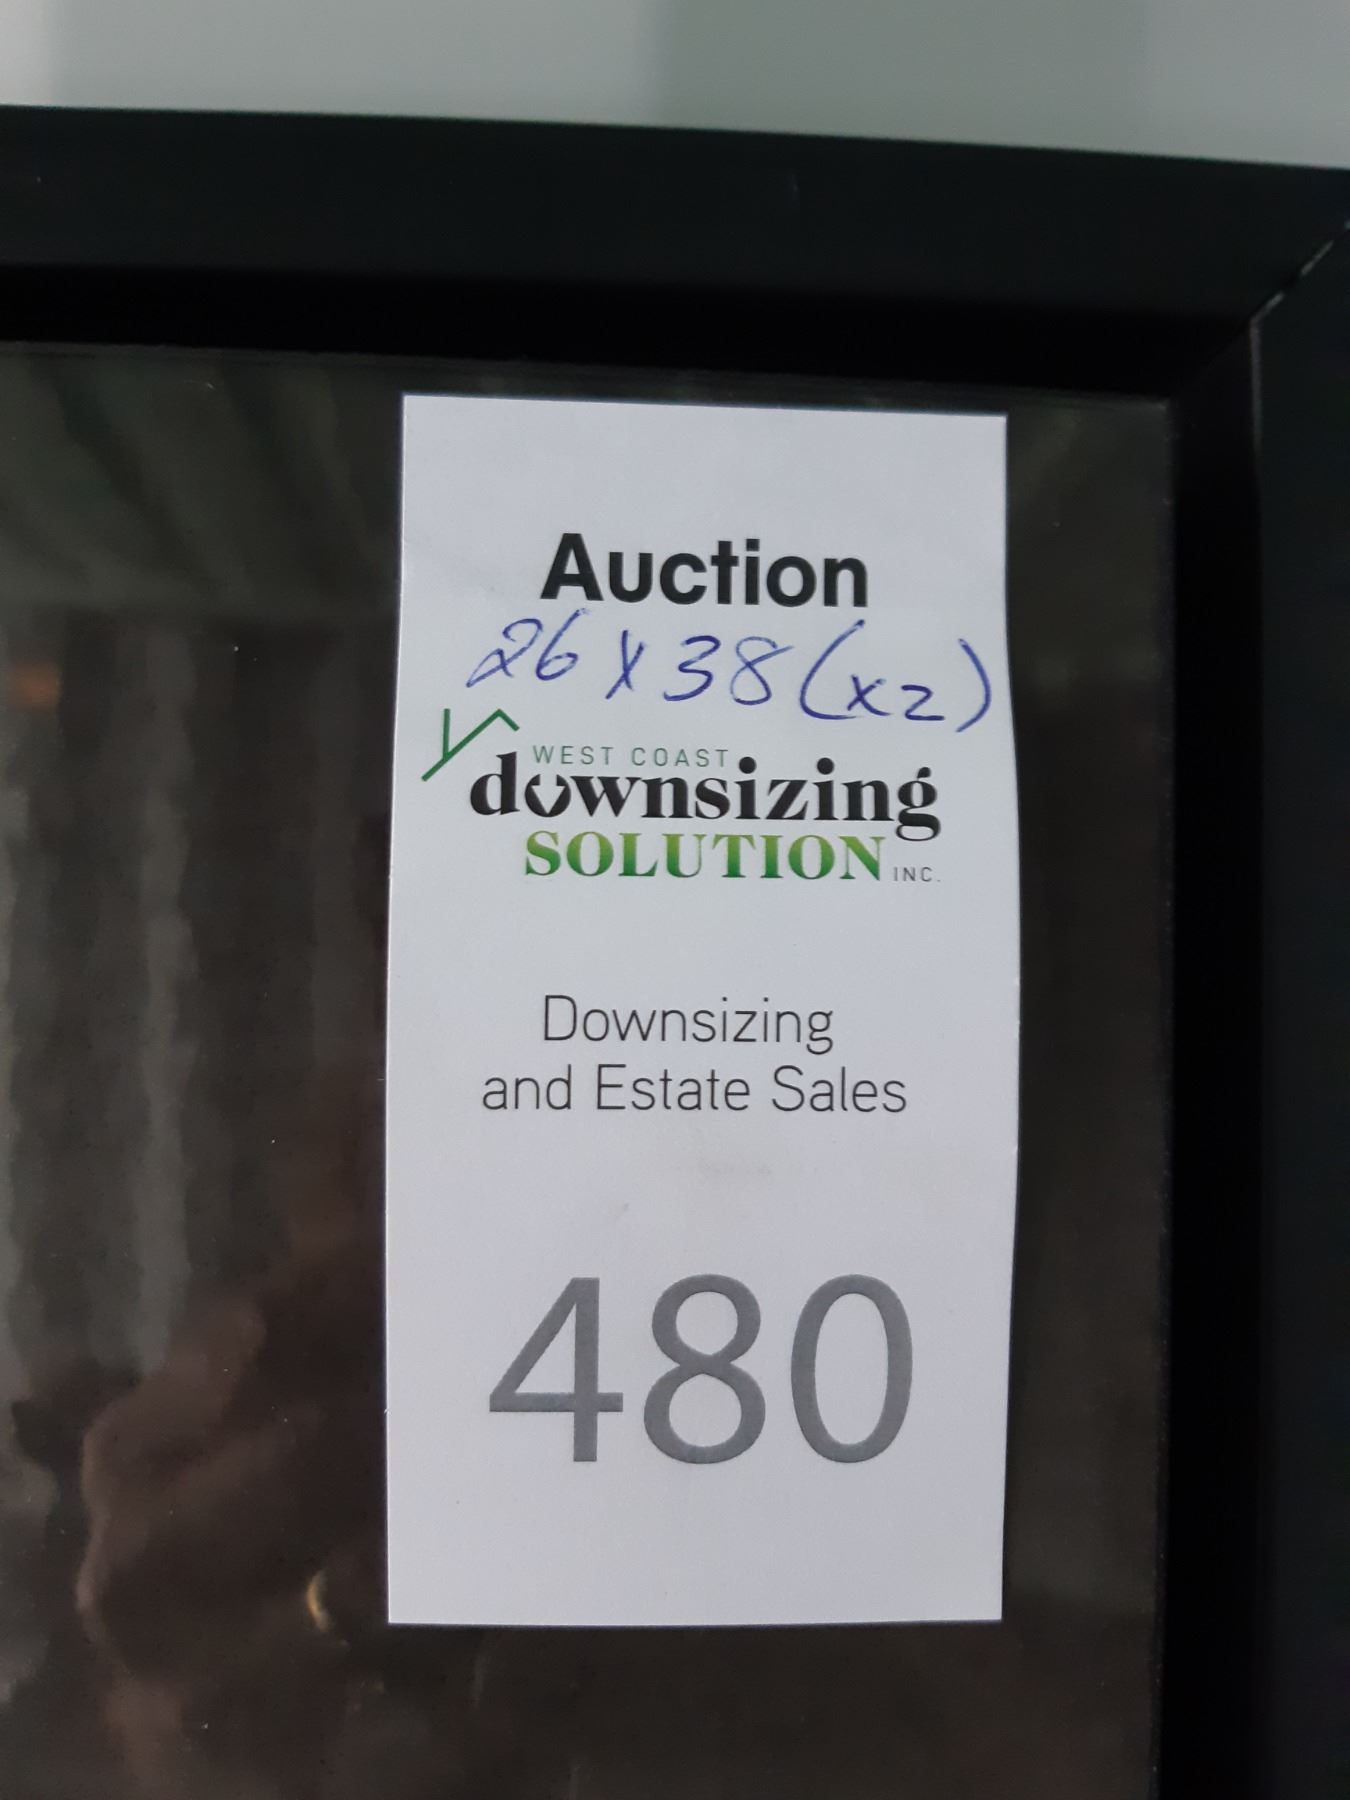 Auction
26 x 38 (x2)
WEST COAST
downsizing
SOLUTION INC.
Downsizing
and Estate Sales
480